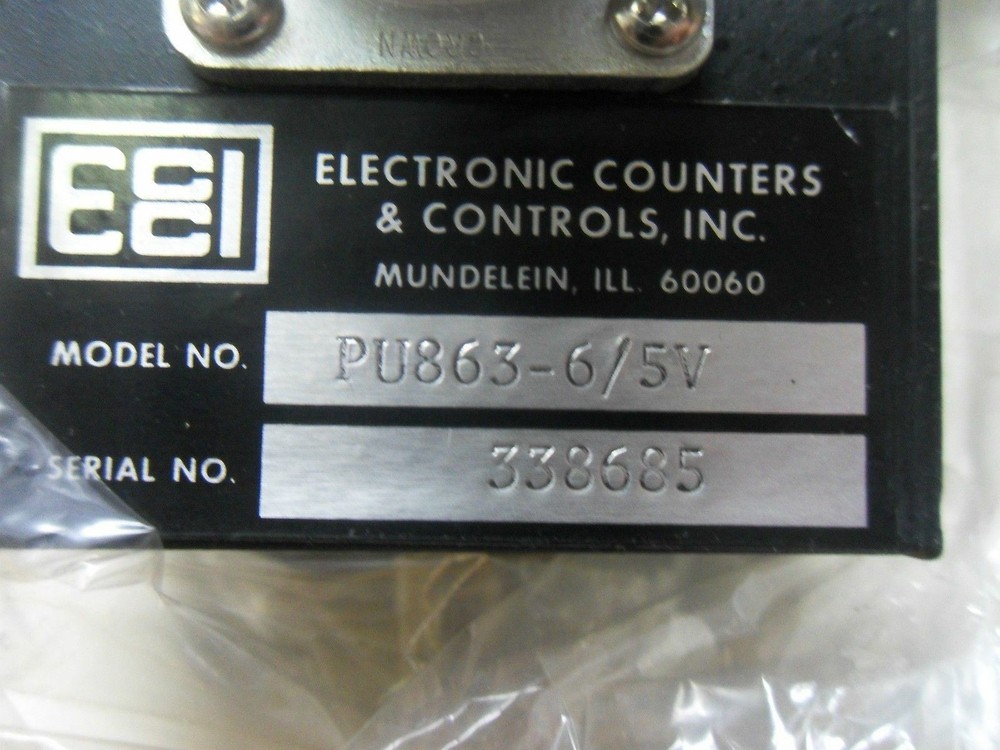 ECCI
ELECTRONIC COUNTERS
& CONTROLS, INC.
MUNDELEIN, ILL. 60060
MODEL NO. PU863-6/5V
SERIAL NO. 338685